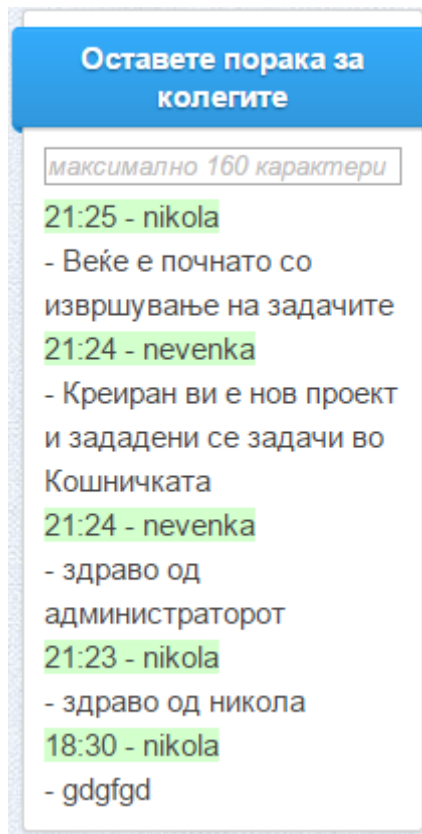 Оставете порака за
колегите
максимално 160 карактери
21:25 - nikola
- Веќе е почнато со
извршување на задачите
21:24 - nevenka
- Креиран ви е нов проект
и зададени се задачи во
Кошничката
21:24 - nevenka
- здраво од
администраторот
21:23 - nikola
- здраво од никола
18:30 - nikola
- gdgfgd